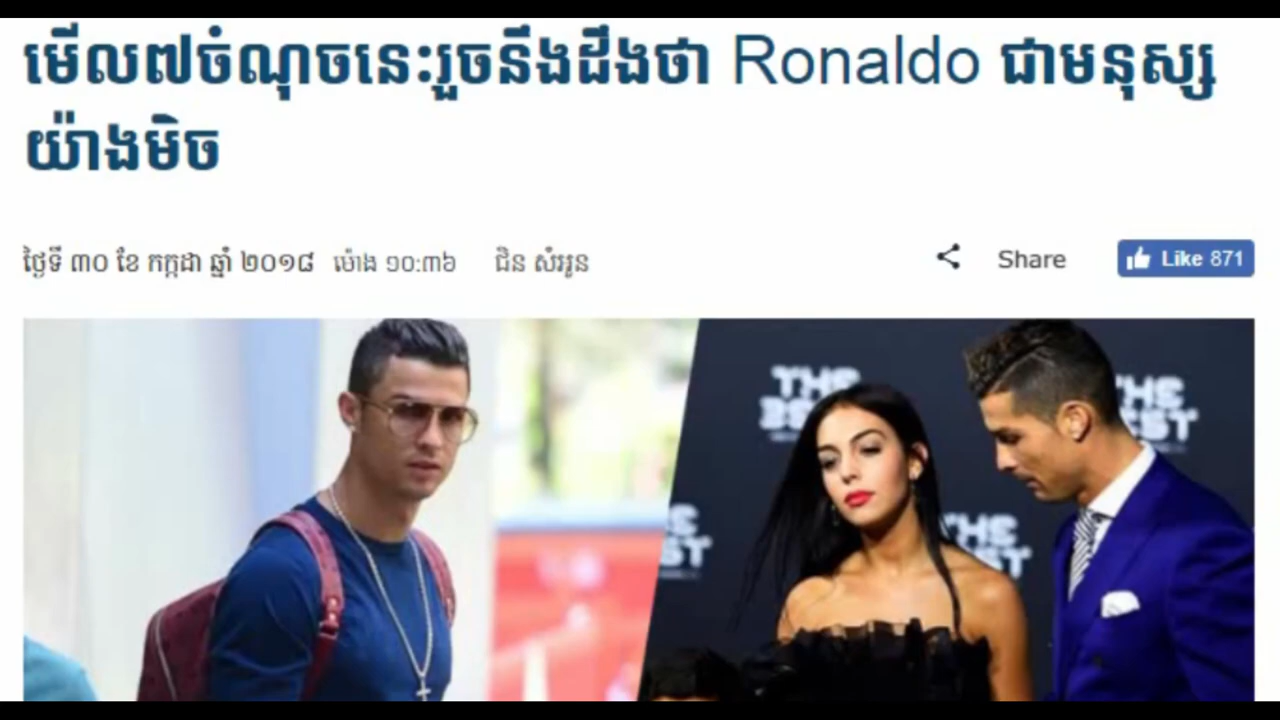 មើល៧ចំណុចនេះរួចនឹងដឹងថា Ronaldo ជាមនុស្ស
យ៉ាងមិច
ថ្ងៃទី ៣០ ខែ កក្កដា ឆ្នាំ ២០១៨ ម៉ោង ១០:៣៦ ជិន សំអរូន Share Like 871
THE
BEST
THE
BEST
THE
BEST